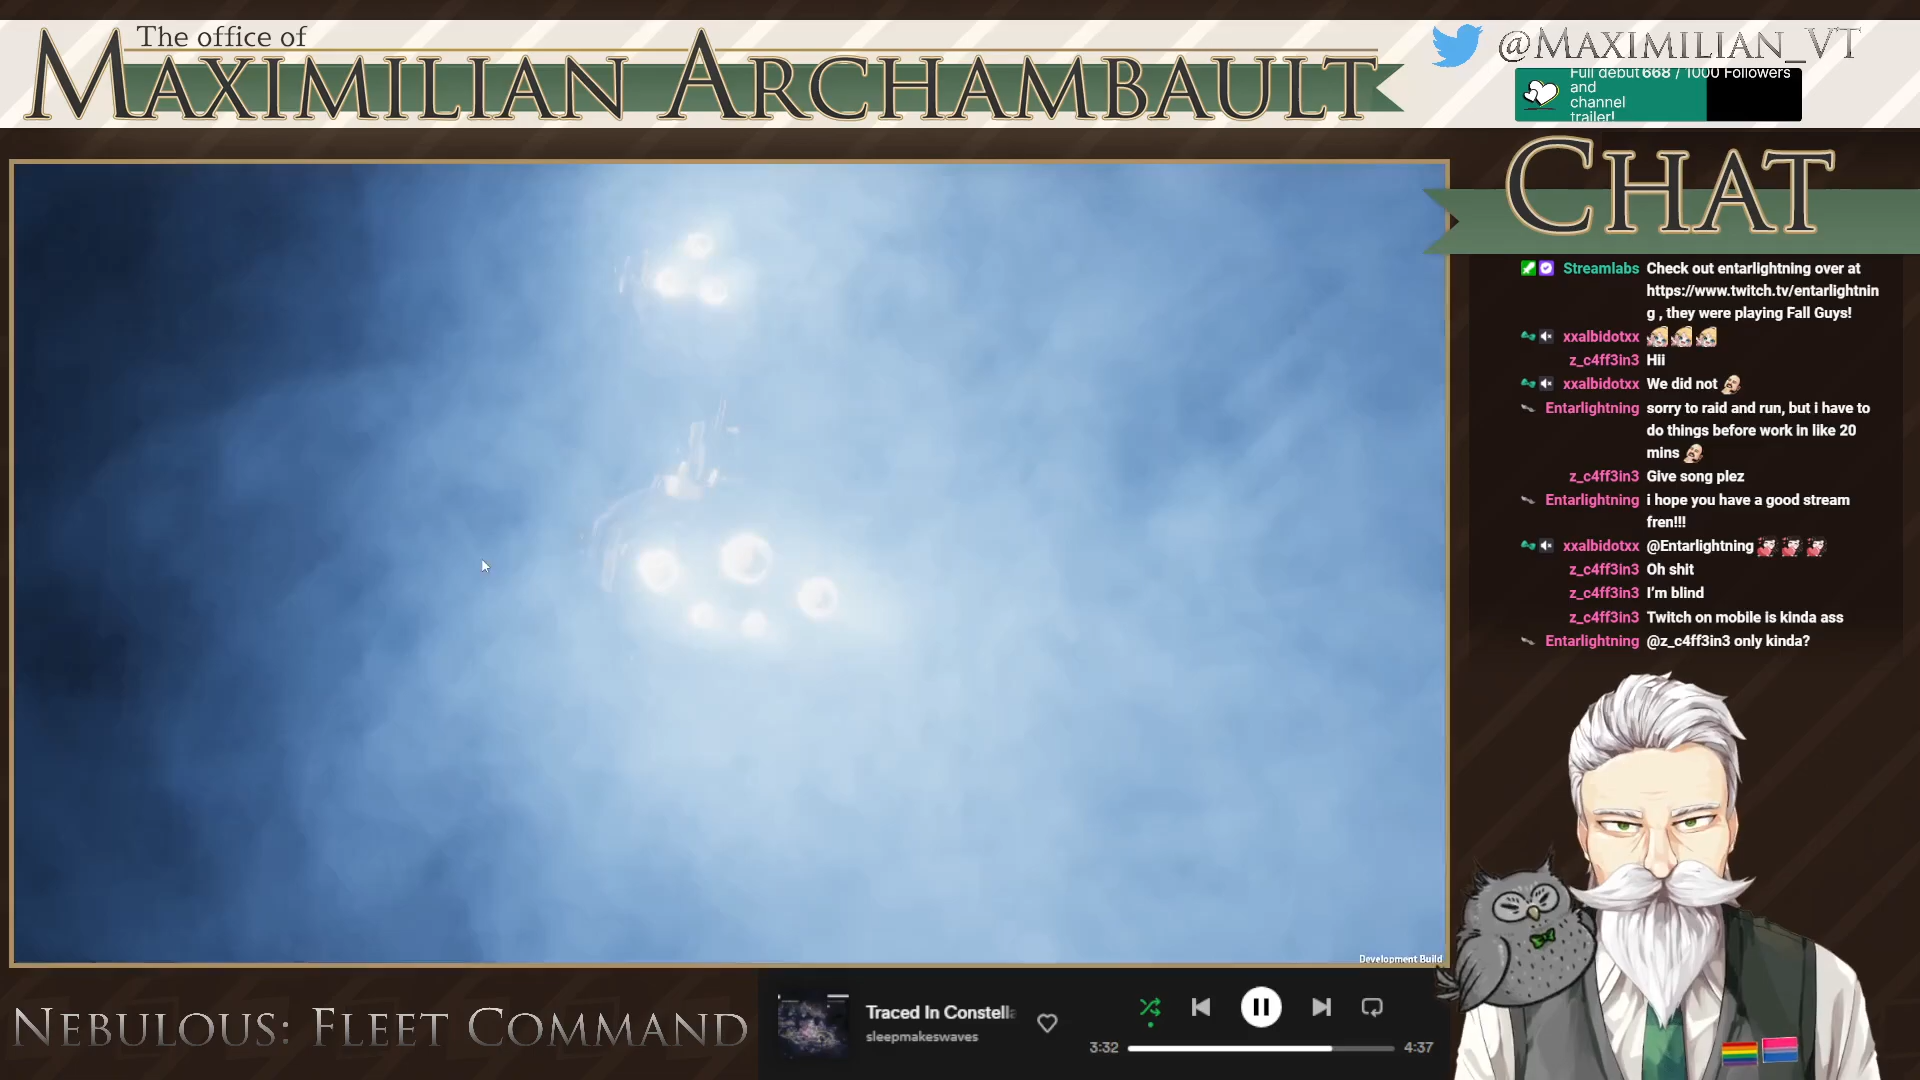 The office of
MAXIMILIAN ARCHAMBAULT
@MAXIMILIAN_VT
Full debut 668 / 1000 Followers
and
channel
trailer!
CHAT
Streamlabs Check out entarlightning over at
https://www.twitch.tv/entarlightnin
g , they were playing Fall Guys!
xxalbidotxx
z_c4ff3in3 Hii
xxalbidotxx We did not
Entarlightning sorry to raid and run, but i have to
do things before work in like 20
mins
z_c4ff3in3 Give song plez
Entarlightning i hope you have a good stream
fren!!!
xxalbidotxx @Entarlightning
z_c4ff3in3 Oh shit
z_c4ff3in3 I'm blind
z_c4ff3in3 Twitch on mobile is kinda ass
Entarlightning @z_c4ff3in3 only kinda?
Development Build
NEBULOUS: FLEET COMMAND
Traced In Constella
sleepmakeswaves
3:32
4:37